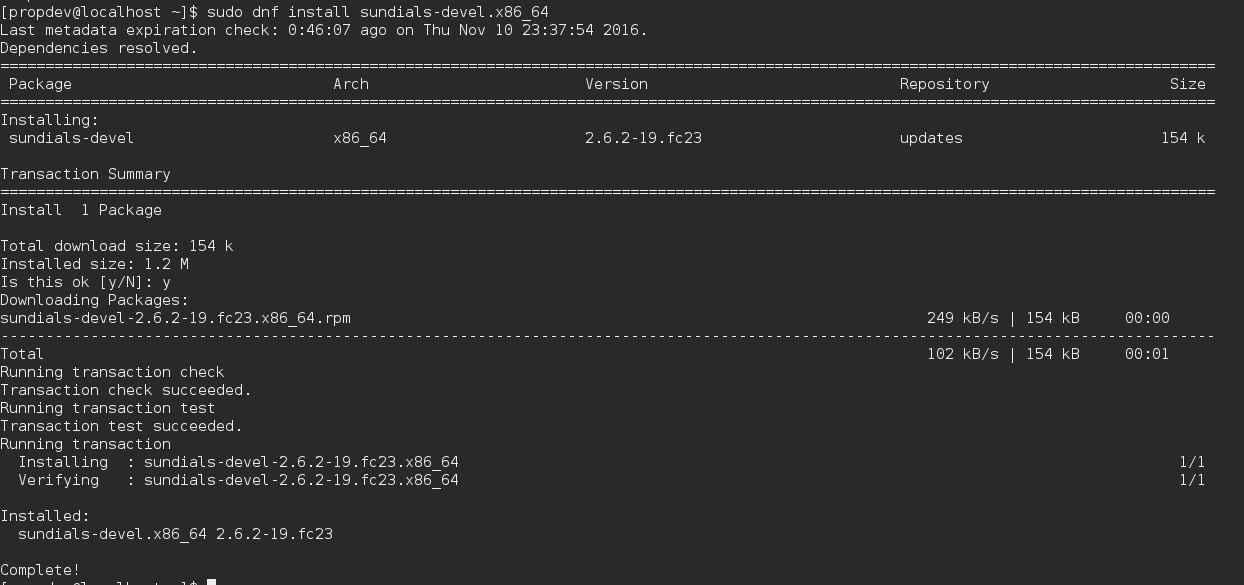 [propdev@localhost ~]$ sudo dnf install sundials-devel.x86_64
Last metadata expiration check: 0:46:07 ago on Thu Nov 10 23:37:54 2016.
Dependencies resolved.
================================================================================
Package Arch Version Repository Size
================================================================================
Installing:
sundials-devel x86_64 2.6.2-19.fc23 updates 154 k
Transaction Summary
================================================================================
Install 1 Package
Total download size: 154 k
Installed size: 1.2 M
Is this ok [y/N]: y
Downloading Packages:
sundials-devel-2.6.2-19.fc23.x86_64.rpm 249 kB/s | 154 kB 00:00
--------------------------------------------------------------------------------
Total 102 kB/s | 154 kB 00:01
Running transaction check
Transaction check succeeded.
Running transaction test
Transaction test succeeded.
Running transaction
Installing : sundials-devel-2.6.2-19.fc23.x86_64 1/1
Verifying : sundials-devel-2.6.2-19.fc23.x86_64 1/1
Installed:
sundials-devel.x86_64 2.6.2-19.fc23
Complete!